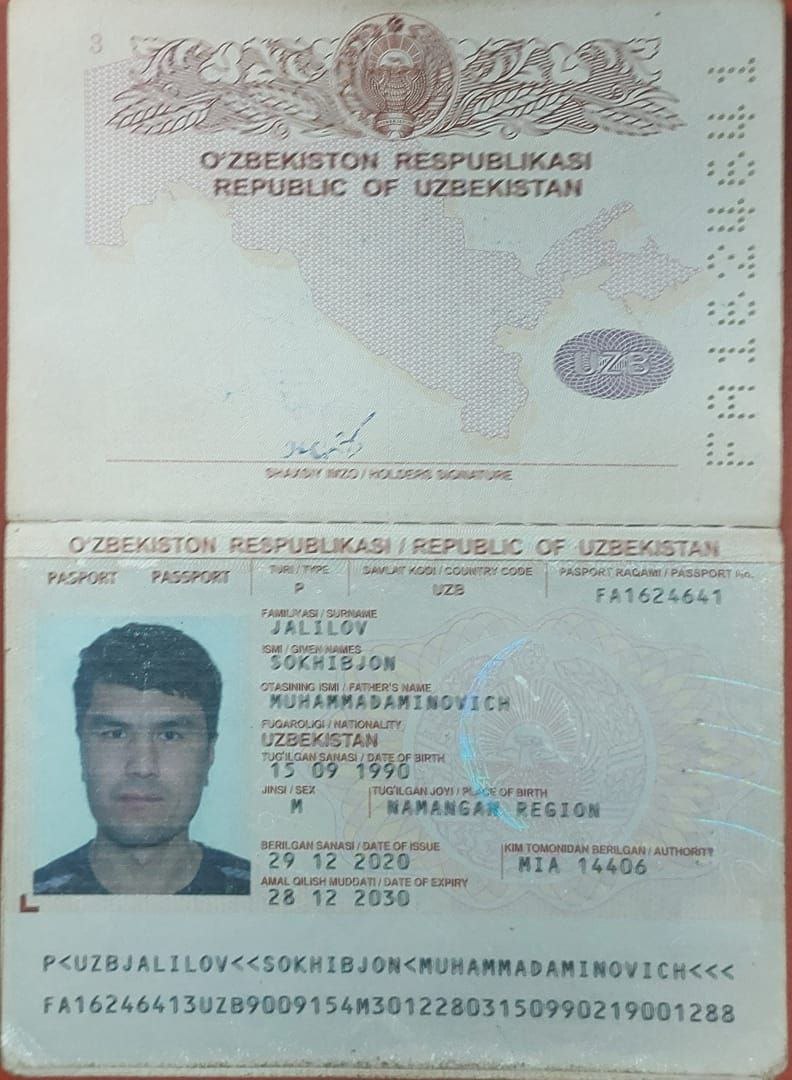 3
O'ZBEKISTON RESPUBLIKASI
REPUBLIC OF UZBEKISTAN
UZB
FA1624641
SHAXSIY IMZO / HOLDERS SIGNATURE
O'ZBEKISTON RESPUBLIKASI / REPUBLIC OF UZBEKISTAN
PASPORT PASSPORT TURI / TYPE DAVLAT KODI / COUNTRY CODE PASPORT RAQAMI / PASSPORT No.
P UZB FA1624641
FAMILIYASI / SURNAME
JALILOV
ISMI / GIVEN NAMES
SOKHIBJON
OTASINING ISMI / FATHER'S NAME
MUHAMMADAMINOVICH
FUQAROLIGI / NATIONALITY
UZBEKISTAN
TUG'ILGAN SANASI / DATE OF BIRTH
15 09 1990
JINSI / SEX TUG'ILGAN JOYI / PLACE OF BIRTH
M NAMANGAN REGION
BERILGAN SANASI / DATE OF ISSUE KIM TOMONIDAN BERILGAN / AUTHORITY
29 12 2020 MIA 14406
AMAL QILISH MUDDATI / DATE OF EXPIRY
28 12 2030
P<UZBJALILOV<<SOKHIBJON<MUHAMMADAMINOVICH<<<
FA16246413UZB9009154M30122803150990219001288